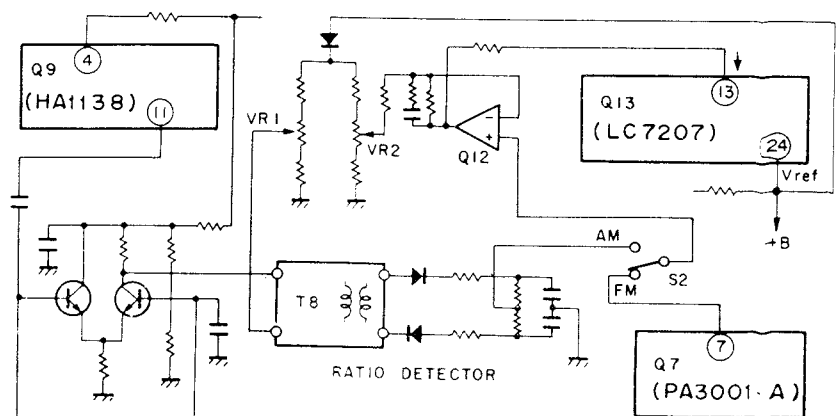 4
Q9
(HA1138)
11
VR1
VR2
Q12
−
+
13
Q13
(LC7207)
24
Vref
+B
AM
FM
S2
T8
RATIO DETECTOR
7
Q7
(PA3001-A)